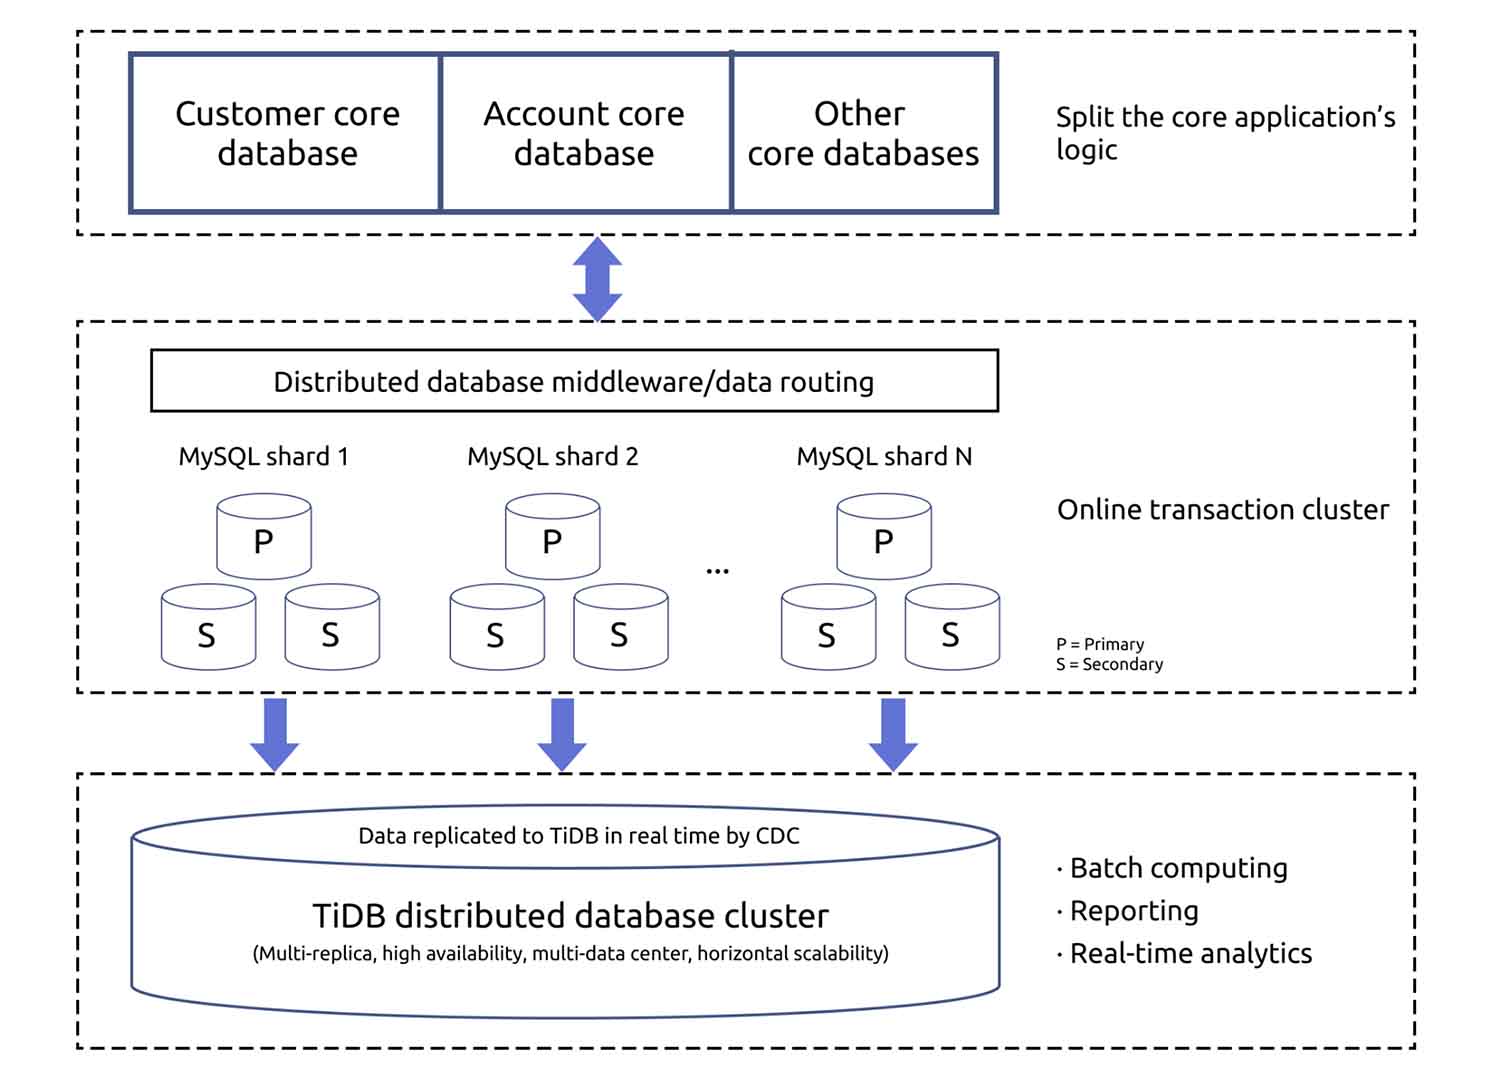 Customer core
database
Account core
database
Other
core databases
Split the core application's
logic
Distributed database middleware/data routing
MySQL shard 1
MySQL shard 2
MySQL shard N
P
P
P
...
S
S
S
S
S
S
Online transaction cluster
P = Primary
S = Secondary
Data replicated to TiDB in real time by CDC
TiDB distributed database cluster
(Multi-replica, high availability, multi-data center, horizontal scalability)
· Batch computing
· Reporting
· Real-time analytics